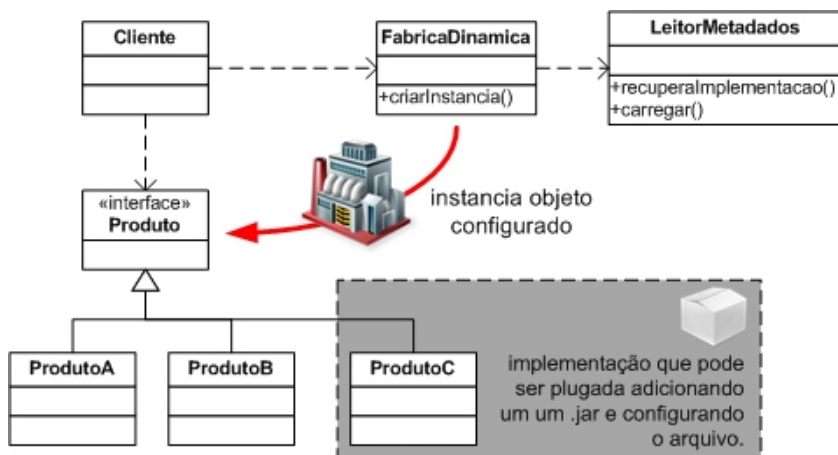 Cliente
FabricaDinamica
+criarInstancia()
LeitorMetadados
+recuperaImplementacao()
+carregar()
«interface»
Produto
instancia objeto
configurado
ProdutoA
ProdutoB
ProdutoC
implementação que pode
ser plugada adicionando
um um .jar e configurando
o arquivo.